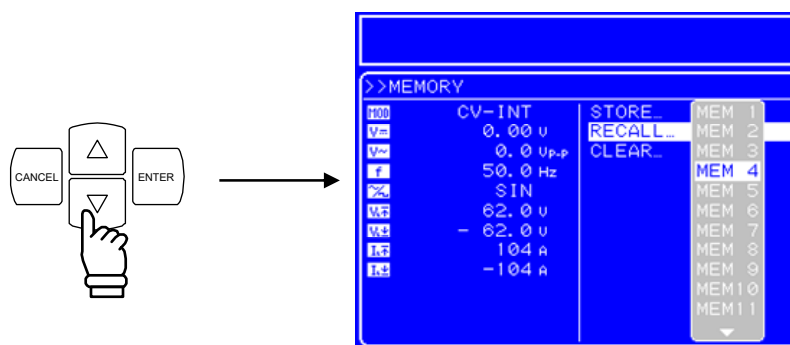 CANCEL
ENTER
>>MEMORY
MOD CV-INT
V= 0.00 V
V~ 0.0 Vp-p
f 50.0 Hz
SIN
62.0 V
- 62.0 V
104 A
-104 A
STORE…
RECALL…
CLEAR…
MEM 1
MEM 2
MEM 3
MEM 4
MEM 5
MEM 6
MEM 7
MEM 8
MEM 9
MEM10
MEM11